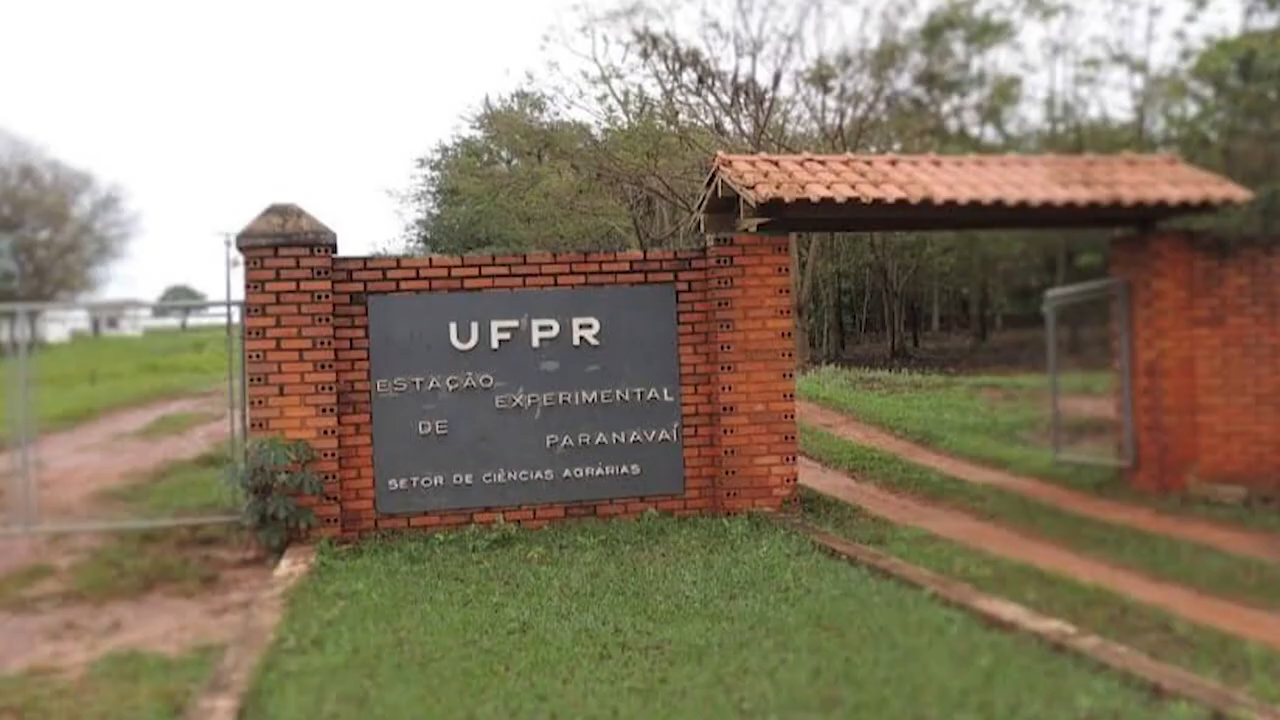 UFPR
ESTAÇÃO EXPERIMENTAL
DE PARANAVAÍ
SETOR DE CIÊNCIAS AGRÁRIAS